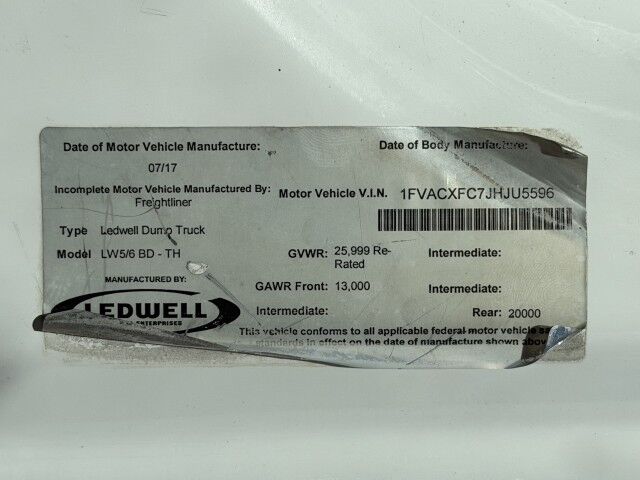 Date of Motor Vehicle Manufacture: Date of Body Manufacture:
07/17
Incomplete Motor Vehicle Manufactured By:
Freightliner
Motor Vehicle V.I.N. 1FVACXFC7JHJU5596
Type Ledwell Dump Truck
Model LW5/6 BD - TH
GVWR: 25,999 Re-Rated Intermediate:
MANUFACTURED BY:
GAWR Front: 13,000 Intermediate:
LEDWELL
ENTERPRISES
Intermediate: Rear: 20000
This vehicle conforms to all applicable federal motor vehicle
standards in effect on the date of manufacture shown above